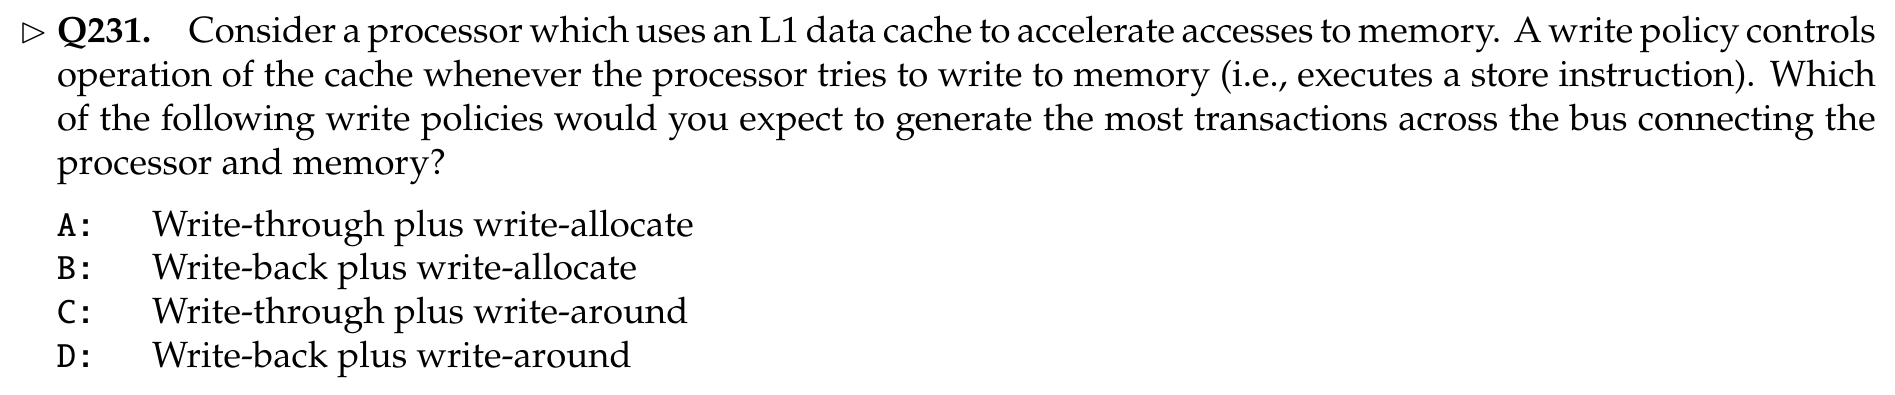 ▷ Q231. Consider a processor which uses an L1 data cache to accelerate accesses to memory. A write policy controls
operation of the cache whenever the processor tries to write to memory (i.e., executes a store instruction). Which
of the following write policies would you expect to generate the most transactions across the bus connecting the
processor and memory?
A: Write-through plus write-allocate
B: Write-back plus write-allocate
C: Write-through plus write-around
D: Write-back plus write-around